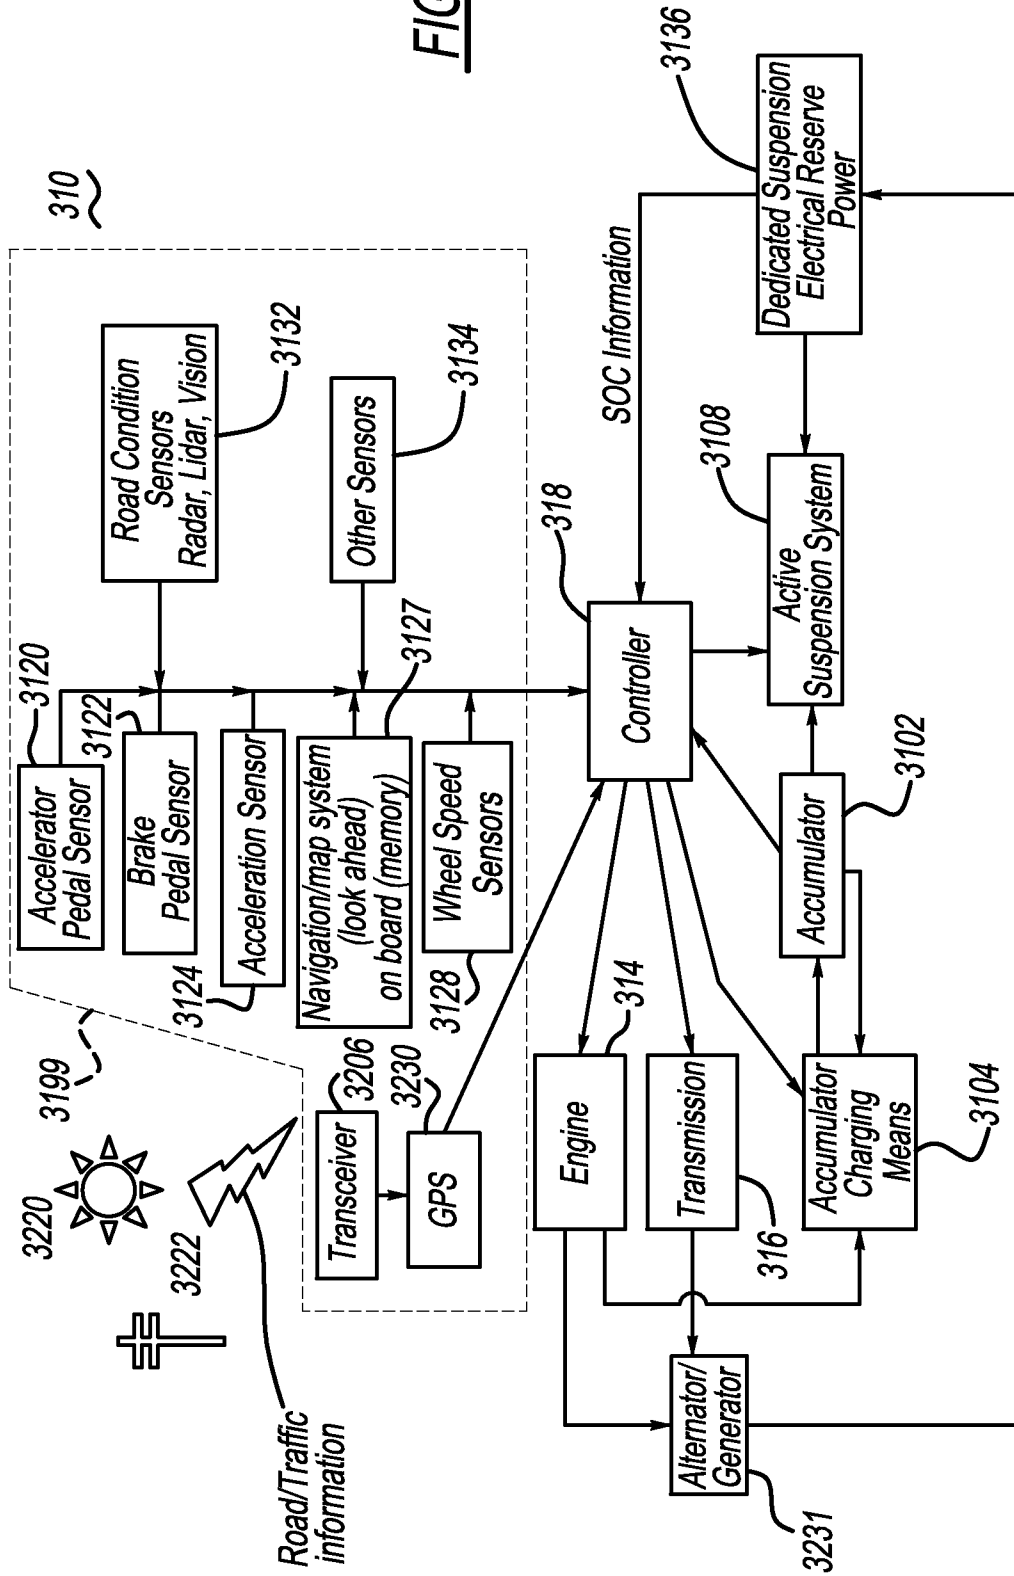 FIG
310
3220
3222
3199
Road/Traffic
information
3120
Accelerator
Pedal Sensor
3122
Brake
Pedal Sensor
3124
Acceleration Sensor
Navigation/map system
(look ahead)
on board (memory)
3127
3128
Wheel Speed
Sensors
Road Condition
Sensors
Radar, Lidar, Vision
3132
Other Sensors
3134
Transceiver
3206
GPS
3230
Controller
318
SOC Information
Engine
314
Transmission
316
Accumulator
Charging
Means
3104
Accumulator
3102
Active
Suspension System
3108
Dedicated Suspension
Electrical Reserve
Power
3136
Alternator/
Generator
3231